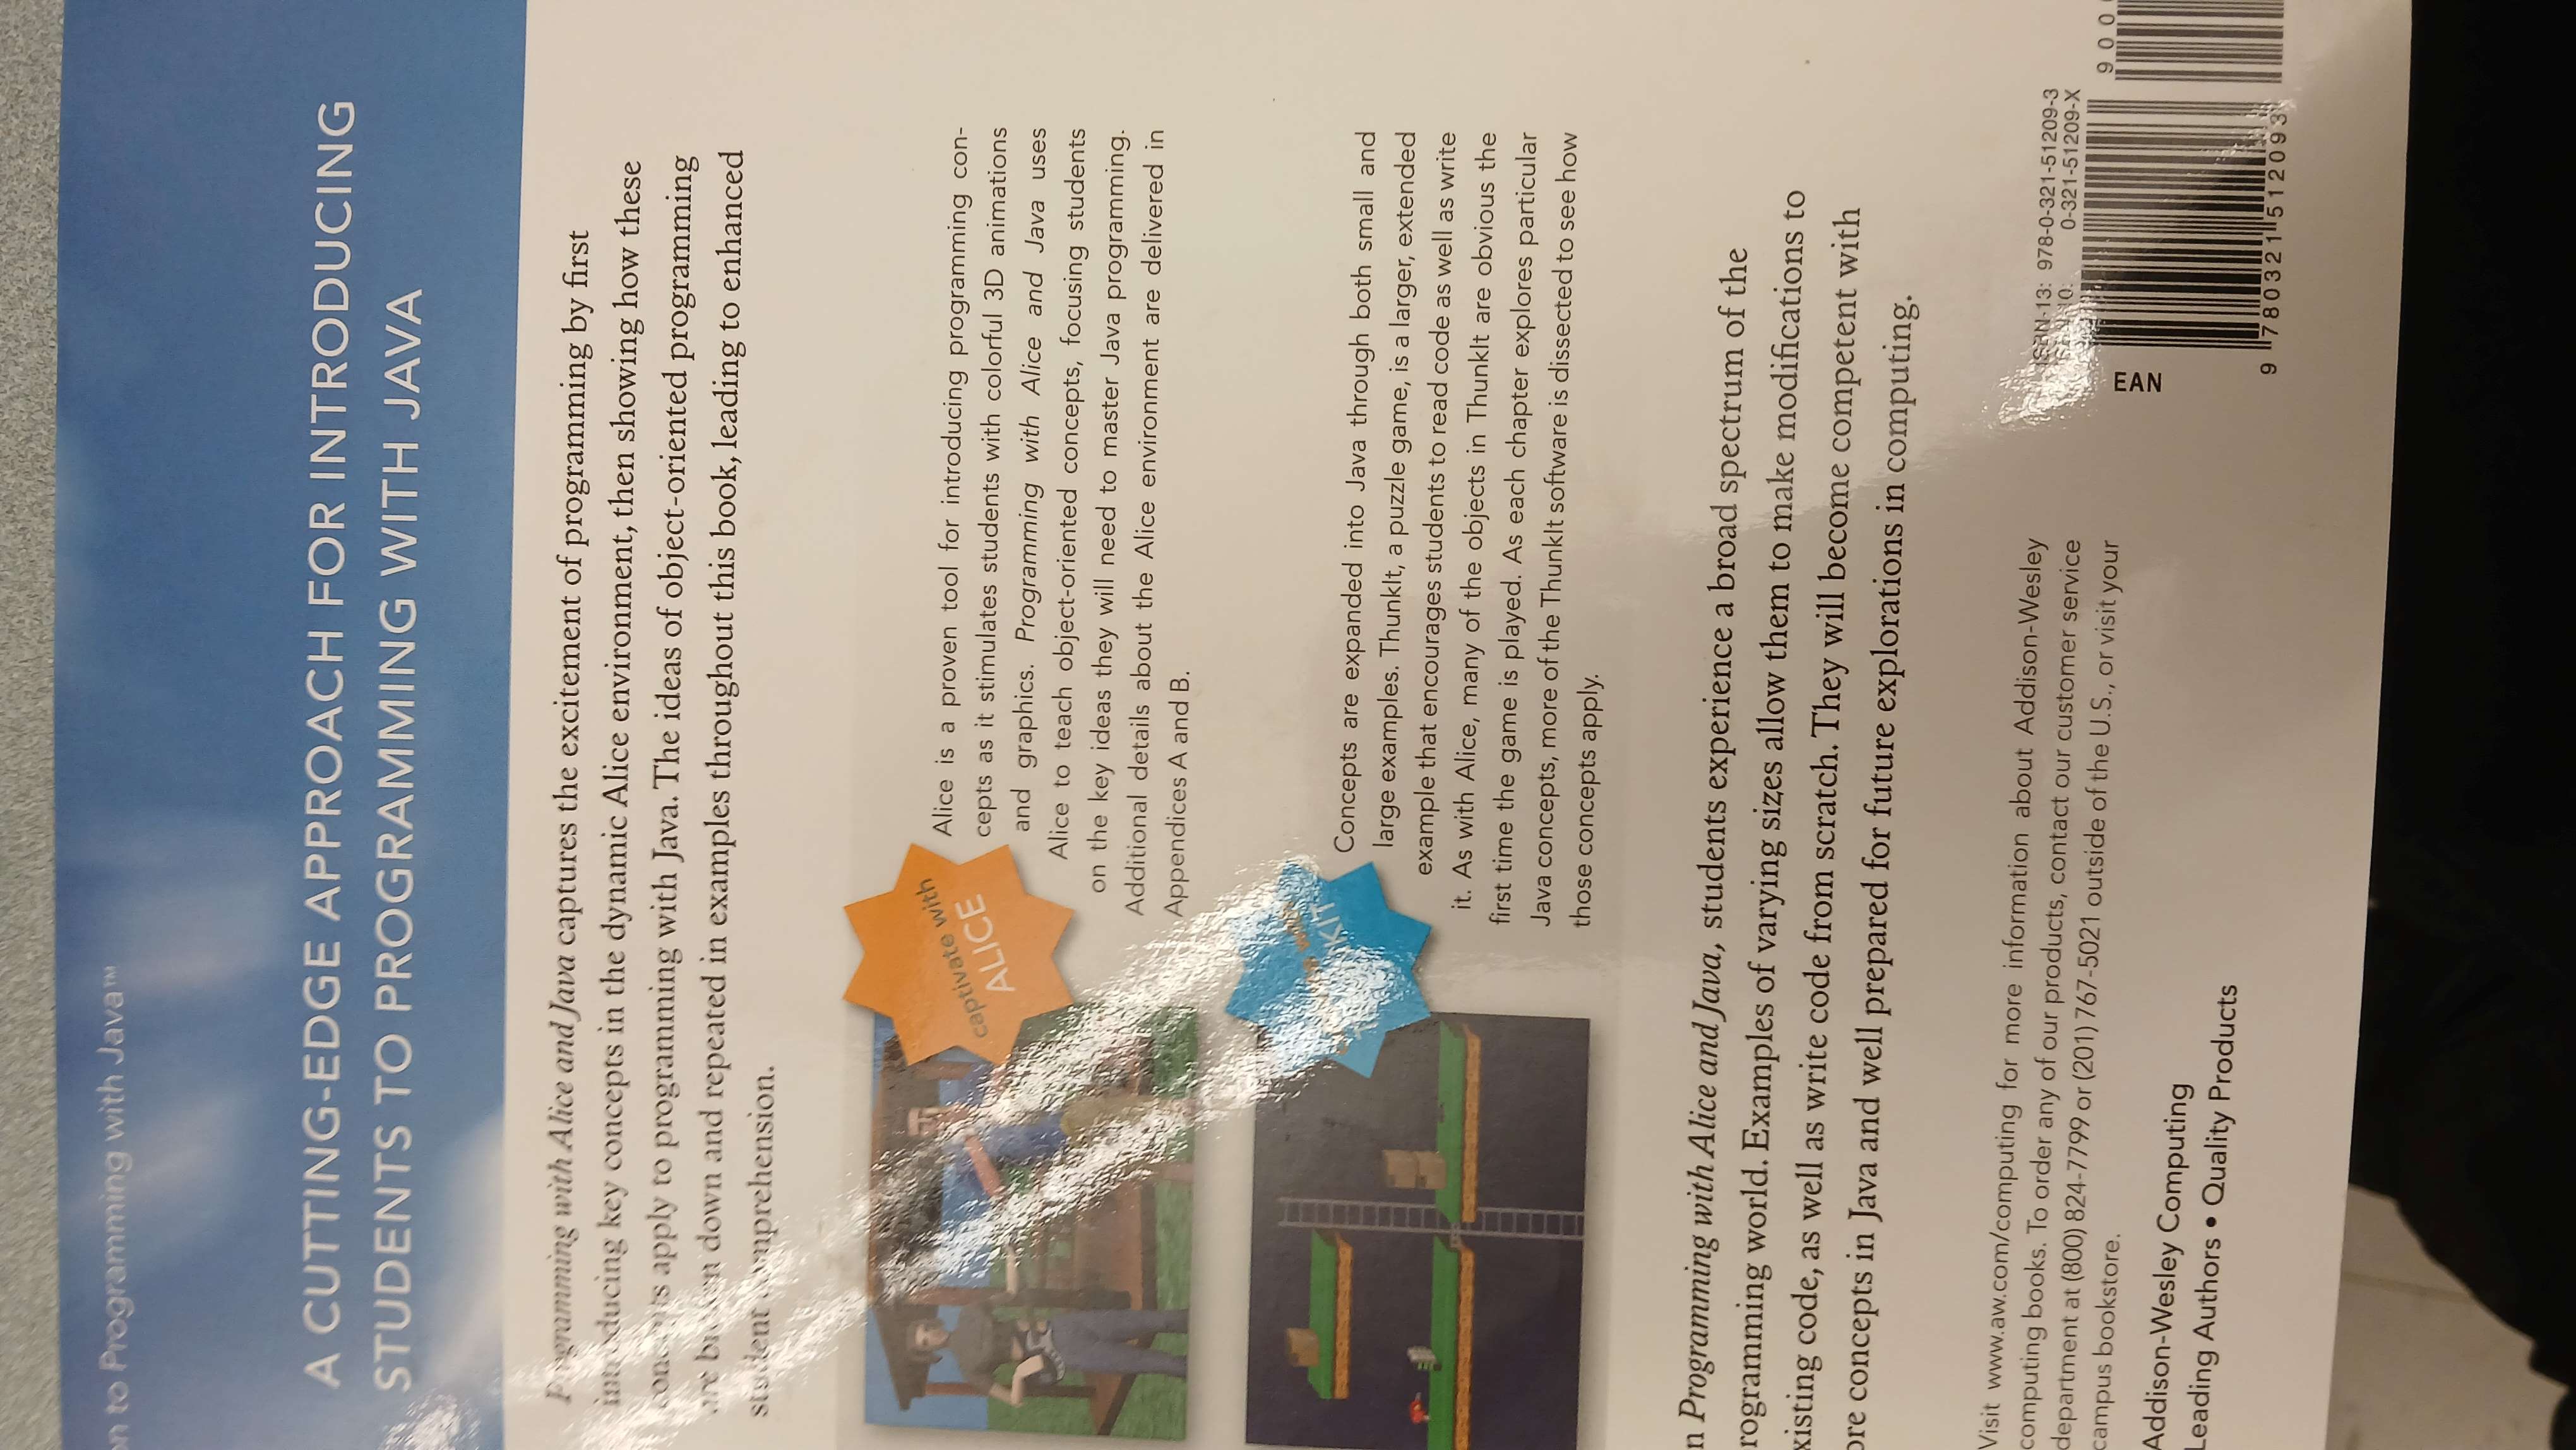 on to Programming with Java™
A CUTTING-EDGE APPROACH FOR INTRODUCING
STUDENTS TO PROGRAMMING WITH JAVA
Programming with Alice and Java captures the excitement of programming by first
introducing key concepts in the dynamic Alice environment, then showing how these
concepts apply to programming with Java. The ideas of object-oriented programming
are broken down and repeated in examples throughout this book, leading to enhanced
student comprehension.
captivate with
ALICE
Alice is a proven tool for introducing programming con-
cepts as it stimulates students with colorful 3D animations
and graphics. Programming with Alice and Java uses
Alice to teach object-oriented concepts, focusing students
on the key ideas they will need to master Java programming.
Additional details about the Alice environment are delivered in
Appendices A and B.
with
Concepts are expanded into Java through both small and
large examples. ThunkIt, a puzzle game, is a larger, extended
example that encourages students to read code as well as write
it. As with Alice, many of the objects in ThunkIt are obvious the
first time the game is played. As each chapter explores particular
Java concepts, more of the ThunkIt software is dissected to see how
those concepts apply.
n Programming with Alice and Java, students experience a broad spectrum of the
rogramming world. Examples of varying sizes allow them to make modifications to
xisting code, as well as write code from scratch. They will become competent with
ore concepts in Java and well prepared for future explorations in computing.
Visit www.aw.com/computing for more information about Addison-Wesley
computing books. To order any of our products, contact our customer service
department at (800) 824-7799 or (201) 767-5021 outside of the U.S., or visit your
campus bookstore.
Addison-Wesley Computing
Leading Authors • Quality Products
ISBN-13: 978-0-321-51209-3
0-321-51209-X
900
EAN
9 780321 512093